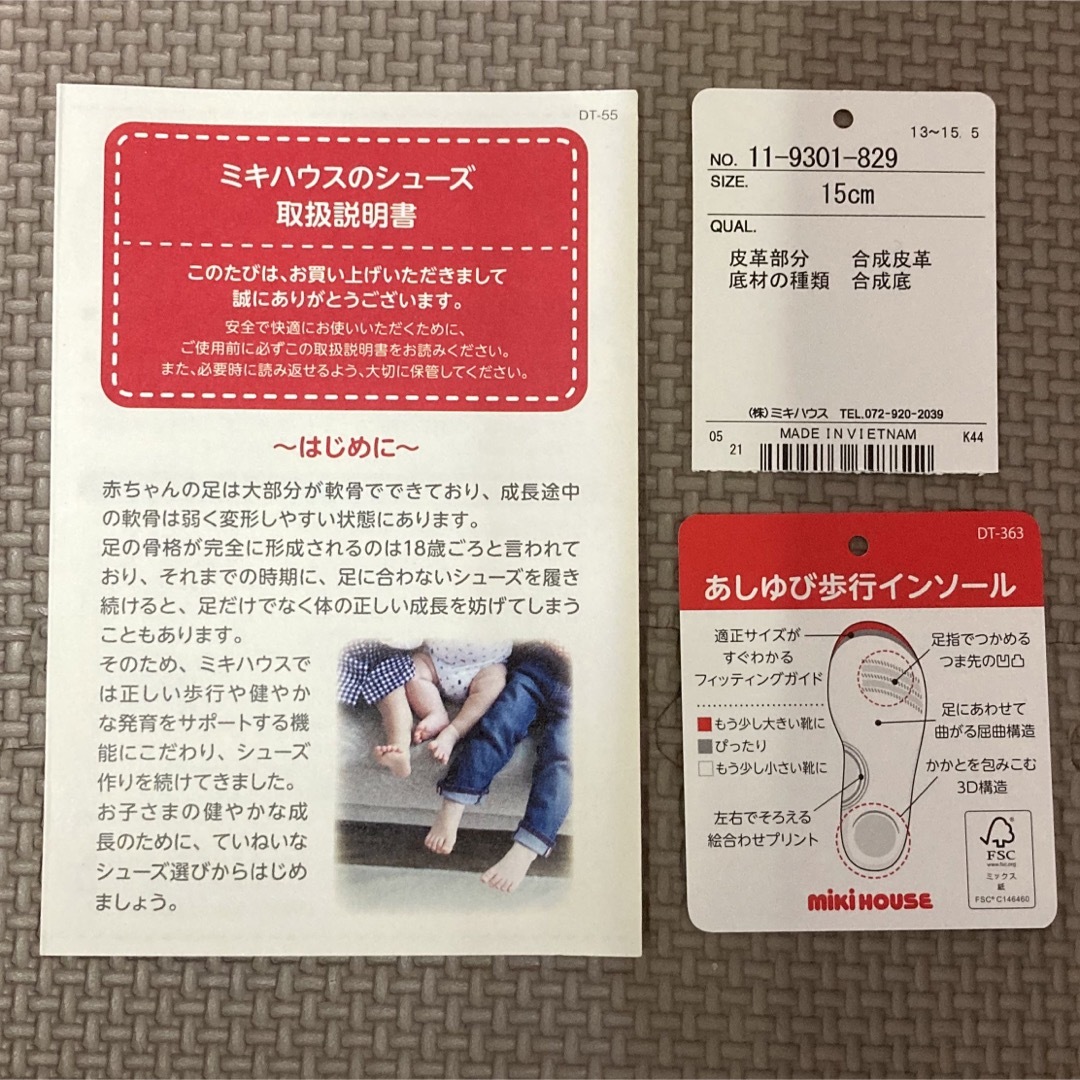 DT-55
ミキハウスのシューズ
取扱説明書
このたびは、お買い上げいただきまして
誠にありがとうございます。
安全で快適にお使いいただくために、
ご使用前に必ずこの取扱説明書をお読みください。
また、必要時に読み返せるよう、大切に保管してください。
〜はじめに〜
赤ちゃんの足は大部分が軟骨でできており、成長途中
の軟骨は弱く変形しやすい状態にあります。
足の骨格が完全に形成されるのは18歳ごろと言われて
おり、それまでの時期に、足に合わないシューズを履き
続けると、足だけでなく体の正しい成長を妨げてしまう
こともあります。
そのため、ミキハウスで
は正しい歩行や健やか
な発育をサポートする機
能にこだわり、シューズ
作りを続けてきました。
お子さまの健やかな成
長のために、ていねいな
シューズ選びからはじめ
ましょう。
13〜15.5
NO. 11-9301-829
SIZE. 15cm
QUAL.
皮革部分 合成皮革
底材の種類 合成底
(株)ミキハウス TEL.072-920-2039
05 MADE IN VIETNAM K44
21
DT-363
あしゆび歩行インソール
適正サイズが
すぐわかる
フィッティングガイド
もう少し大きい靴に
ぴったり
もう少し小さい靴に
左右でそろえる
絵合わせプリント
足指でつかめる
つま先の凹凸
足にあわせて
曲がる屈曲構造
かかとを包みこむ
3D構造
FSC
www.fsc.org
ミックス
紙
FSC® C146460
miki HOUSE